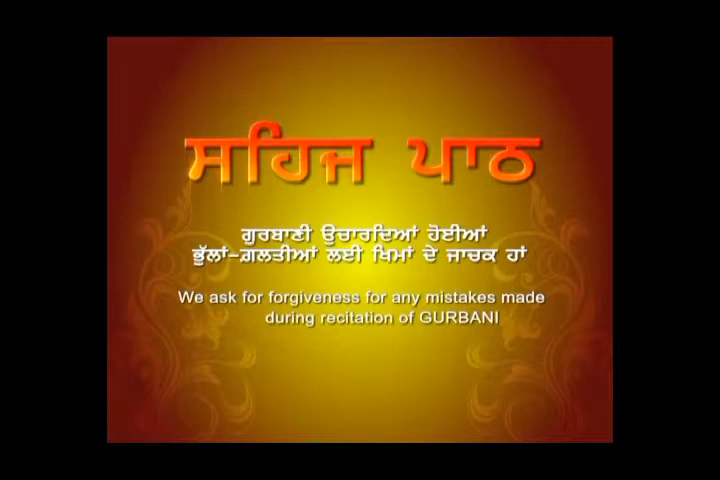 ਸਹਿਜ ਪਾਠ
ਗੁਰਬਾਣੀ ਉਚਾਰਦਿਆਂ ਹੋਈਆਂ
ਭੁੱਲਾਂ-ਗ਼ਲਤੀਆਂ ਲਈ ਖਿਮਾਂ ਦੇ ਜਾਚਕ ਹਾਂ
We ask for forgiveness for any mistakes made
during recitation of GURBANI